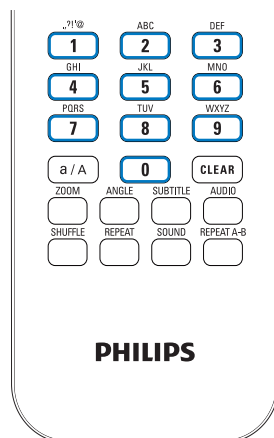 .,?!'@ ABC DEF
1 2 3
GHI JKL MNO
4 5 6
PQRS TUV WXYZ
7 8 9
a / A 0 CLEAR
ZOOM ANGLE SUBTITLE AUDIO
SHUFFLE REPEAT SOUND REPEAT A-B
PHILIPS